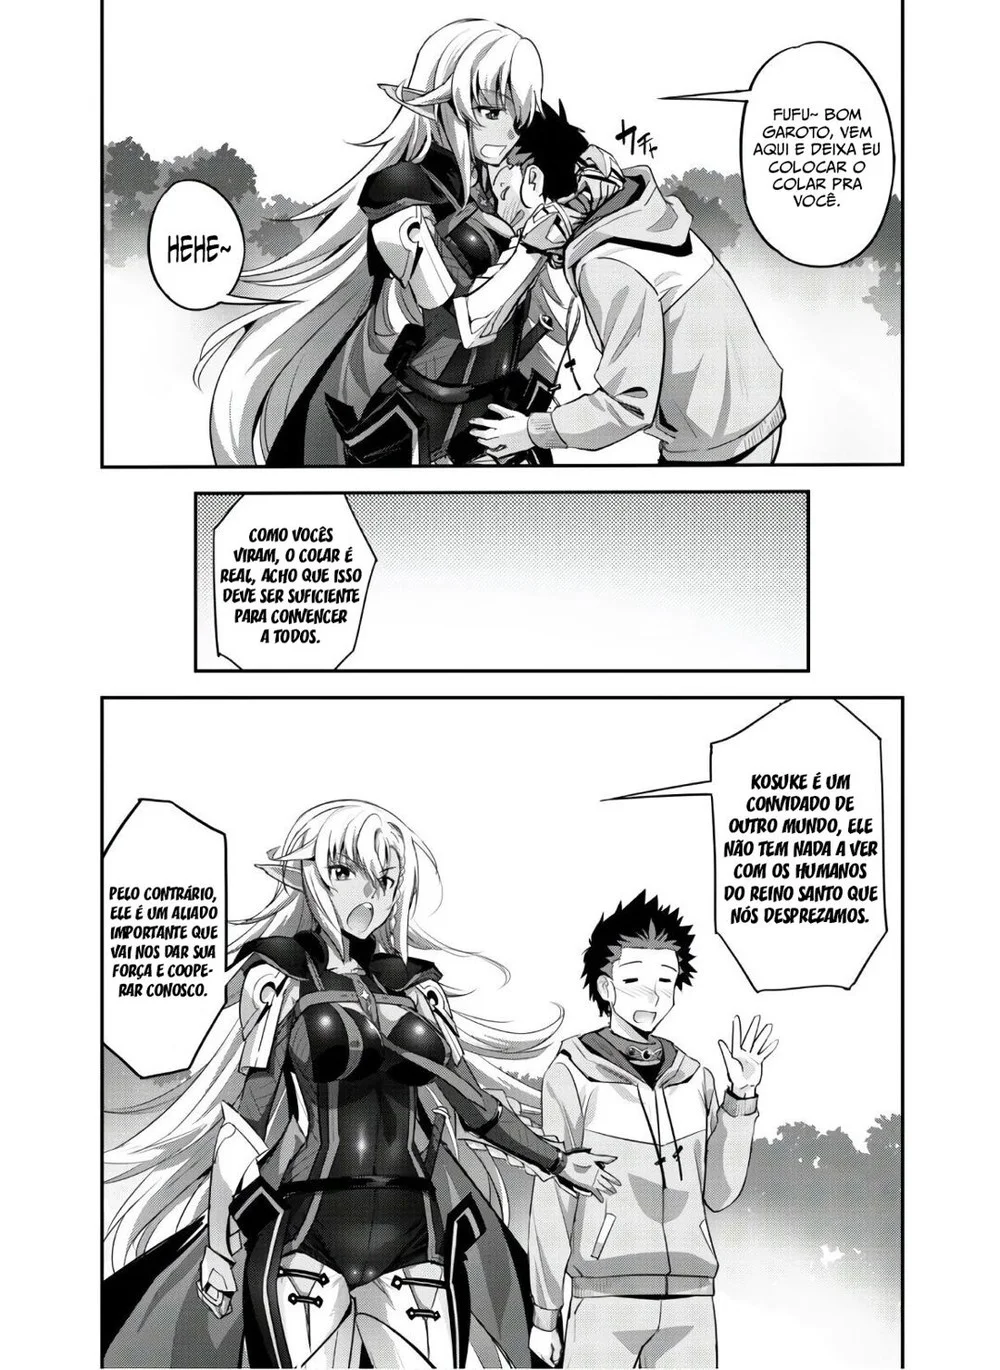 FUFU~ BOM
GAROTO, VEM
AQUI E DEIXA EU
COLOCAR O
COLAR PRA
VOCÊ.
カチャ
HEHE~
COMO VOCÊS
VIRAM, O COLAR É
REAL, ACHO QUE ISSO
DEVE SER SUFICIENTE
PARA CONVENCER
A TODOS.
KOSUKE É UM
CONVIDADO DE
OUTRO MUNDO, ELE
NÃO TEM NADA A VER
COM OS HUMANOS
DO REINO SANTO QUE
NÓS DESPREZAMOS.
PELO CONTRÁRIO,
ELE É UM ALIADO
IMPORTANTE QUE
VAI NOS DAR SUA
FORÇA E COOPE-
RAR CONOSCO.